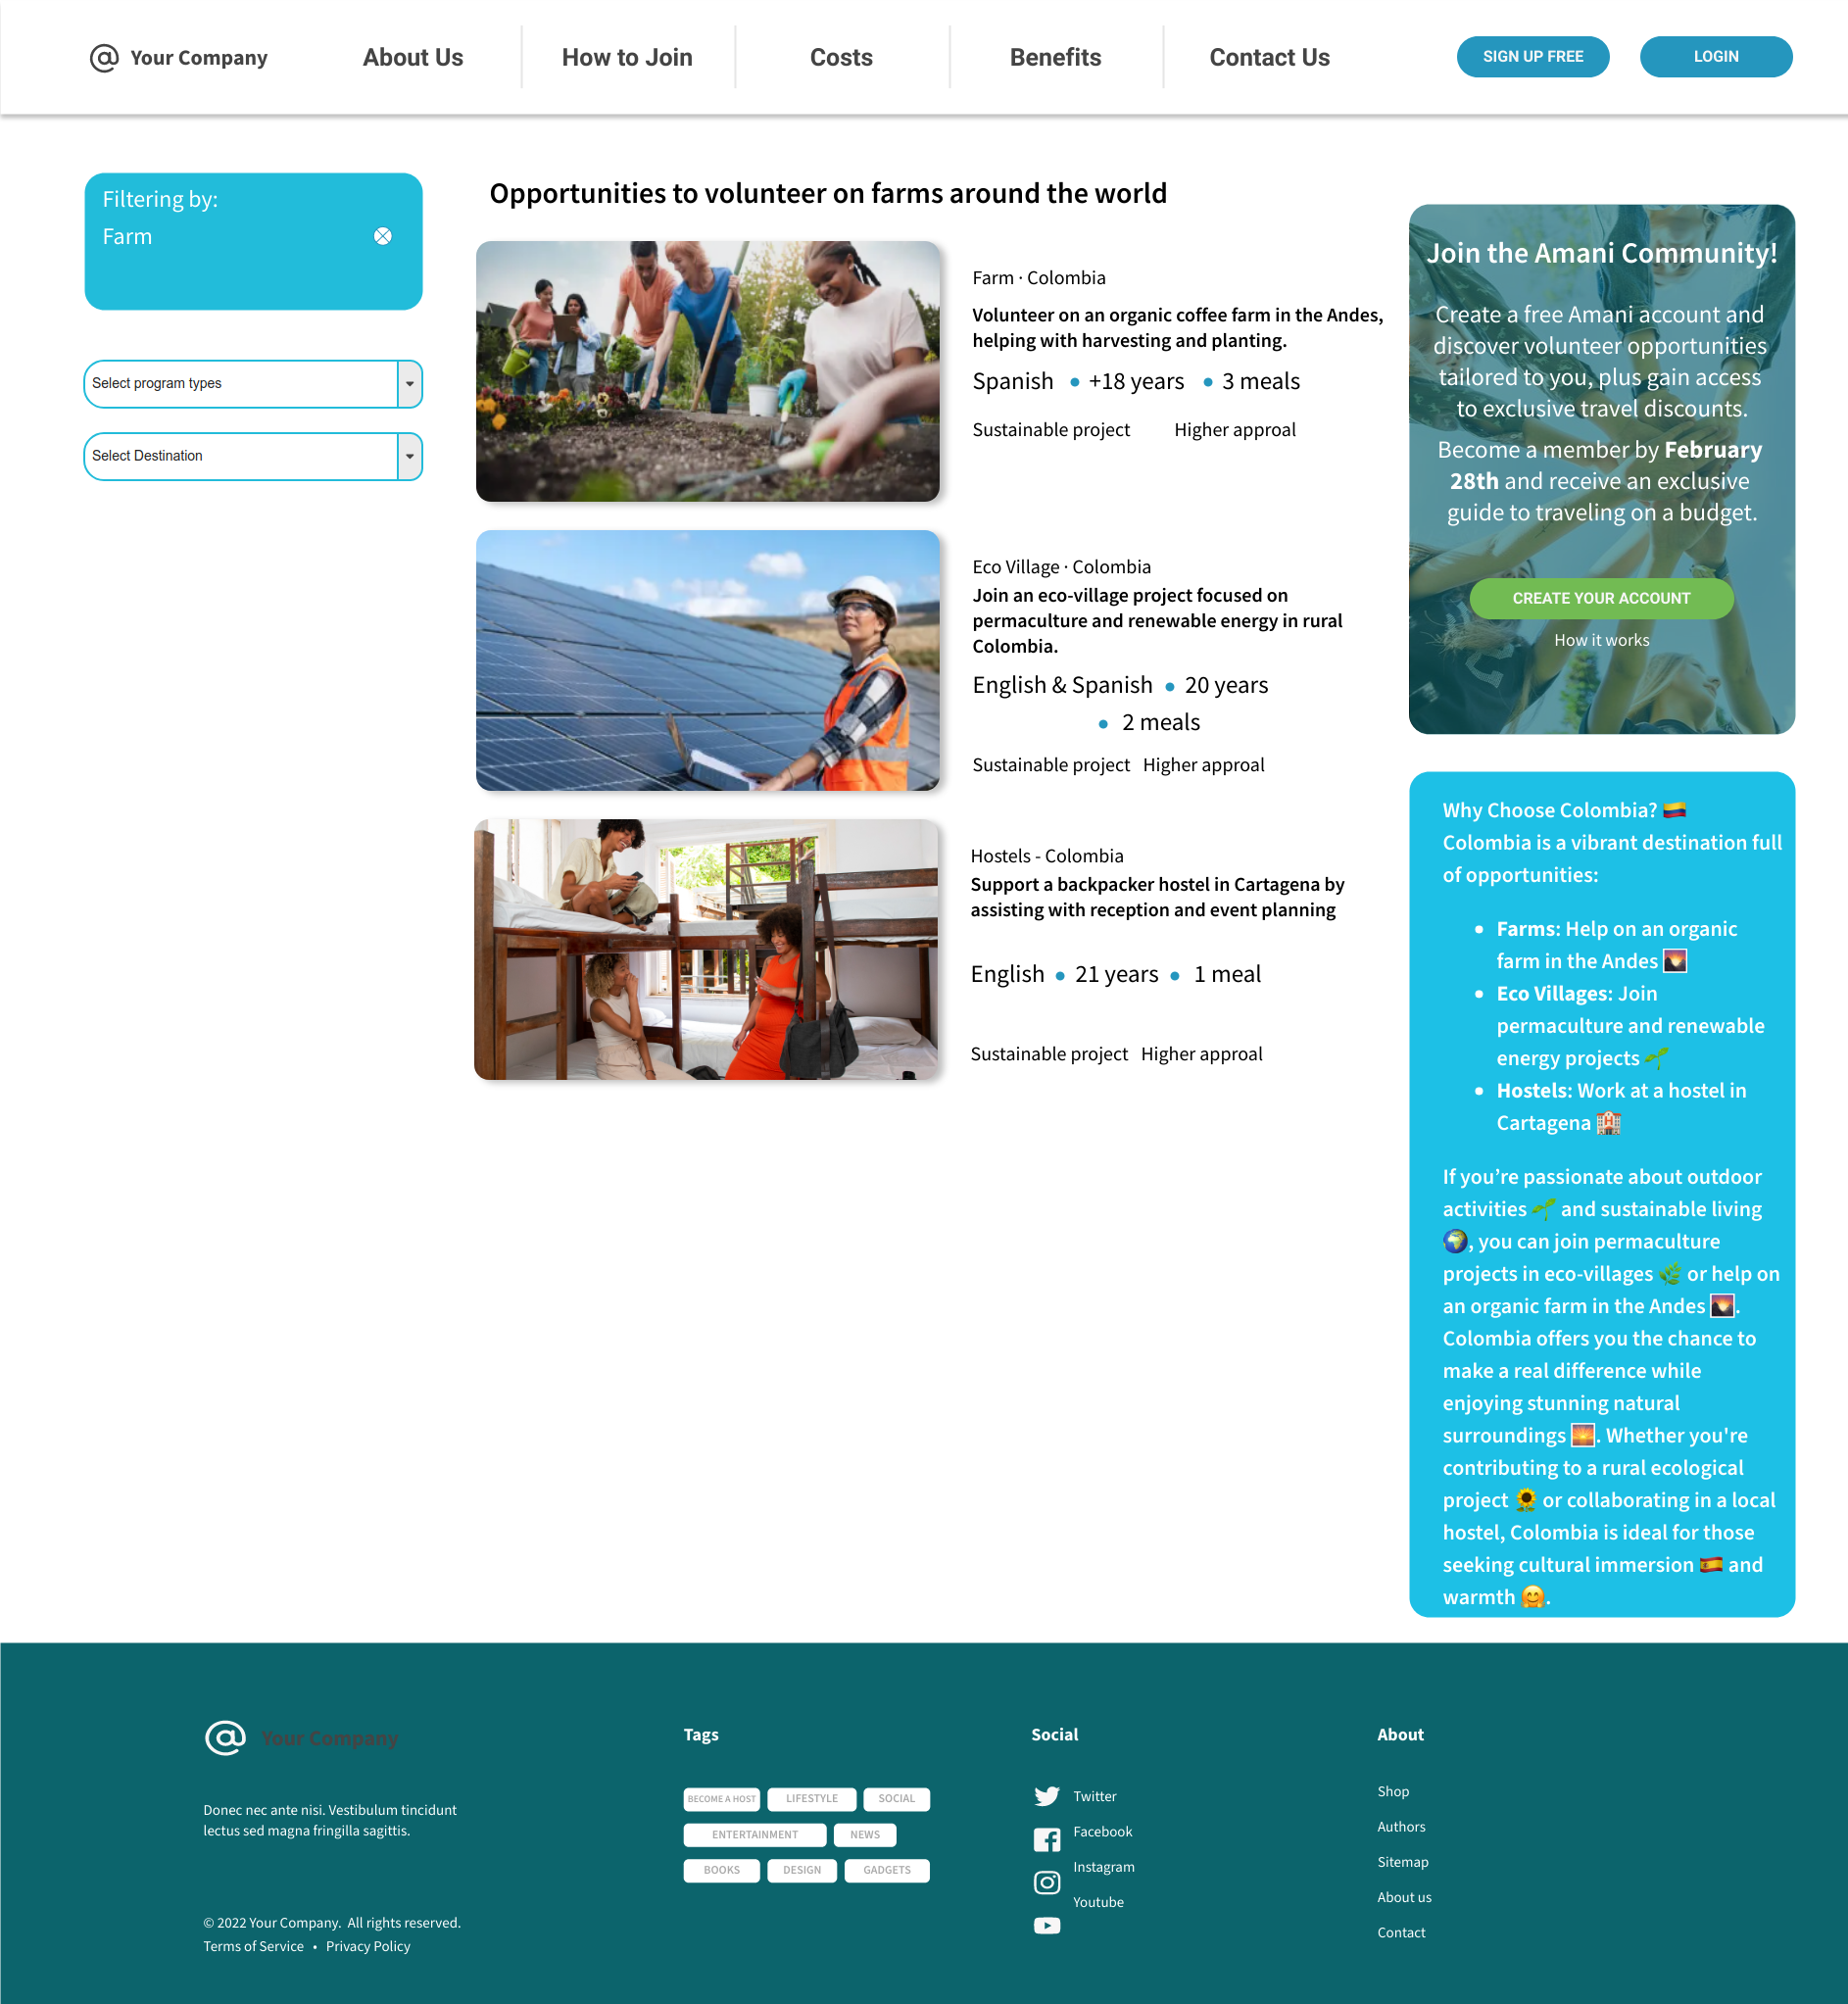 @ Your Company
About Us
How to Join
Costs
Benefits
Contact Us
SIGN UP FREE
LOGIN
Filtering by:
Farm
Select program types
Select Destination
Opportunities to volunteer on farms around the world
Farm · Colombia
Volunteer on an organic coffee farm in the Andes,
helping with harvesting and planting.
Spanish • +18 years • 3 meals
Sustainable project Higher approal
Eco Village · Colombia
Join an eco-village project focused on
permaculture and renewable energy in rural
Colombia.
English & Spanish • 20 years
• 2 meals
Sustainable project Higher approal
Hostels - Colombia
Support a backpacker hostel in Cartagena by
assisting with reception and event planning
English • 21 years • 1 meal
Sustainable project Higher approal
Join the Amani Community!
Create a free Amani account and
discover volunteer opportunities
tailored to you, plus gain access
to exclusive travel discounts.
Become a member by February
28th and receive an exclusive
guide to traveling on a budget.
CREATE YOUR ACCOUNT
How it works
Why Choose Colombia? 🇨🇴
Colombia is a vibrant destination full
of opportunities:
• Farms: Help on an organic
farm in the Andes 🌄
• Eco Villages: Join
permaculture and renewable
energy projects 🌱
• Hostels: Work at a hostel in
Cartagena 🏨
If you’re passionate about outdoor
activities 🌱 and sustainable living
🌍, you can join permaculture
projects in eco-villages 🌿 or help on
an organic farm in the Andes 🌄.
Colombia offers you the chance to
make a real difference while
enjoying stunning natural
surroundings 🌅. Whether you're
contributing to a rural ecological
project 🌻 or collaborating in a local
hostel, Colombia is ideal for those
seeking cultural immersion 🇪🇸 and
warmth 🤗.
@ Your Company
Donec nec ante nisi. Vestibulum tincidunt
lectus sed magna fringilla sagittis.
© 2022 Your Company. All rights reserved.
Terms of Service • Privacy Policy
Tags
BECOME A HOST
LIFESTYLE
SOCIAL
ENTERTAINMENT
NEWS
BOOKS
DESIGN
GADGETS
Social
Twitter
Facebook
Instagram
Youtube
About
Shop
Authors
Sitemap
About us
Contact